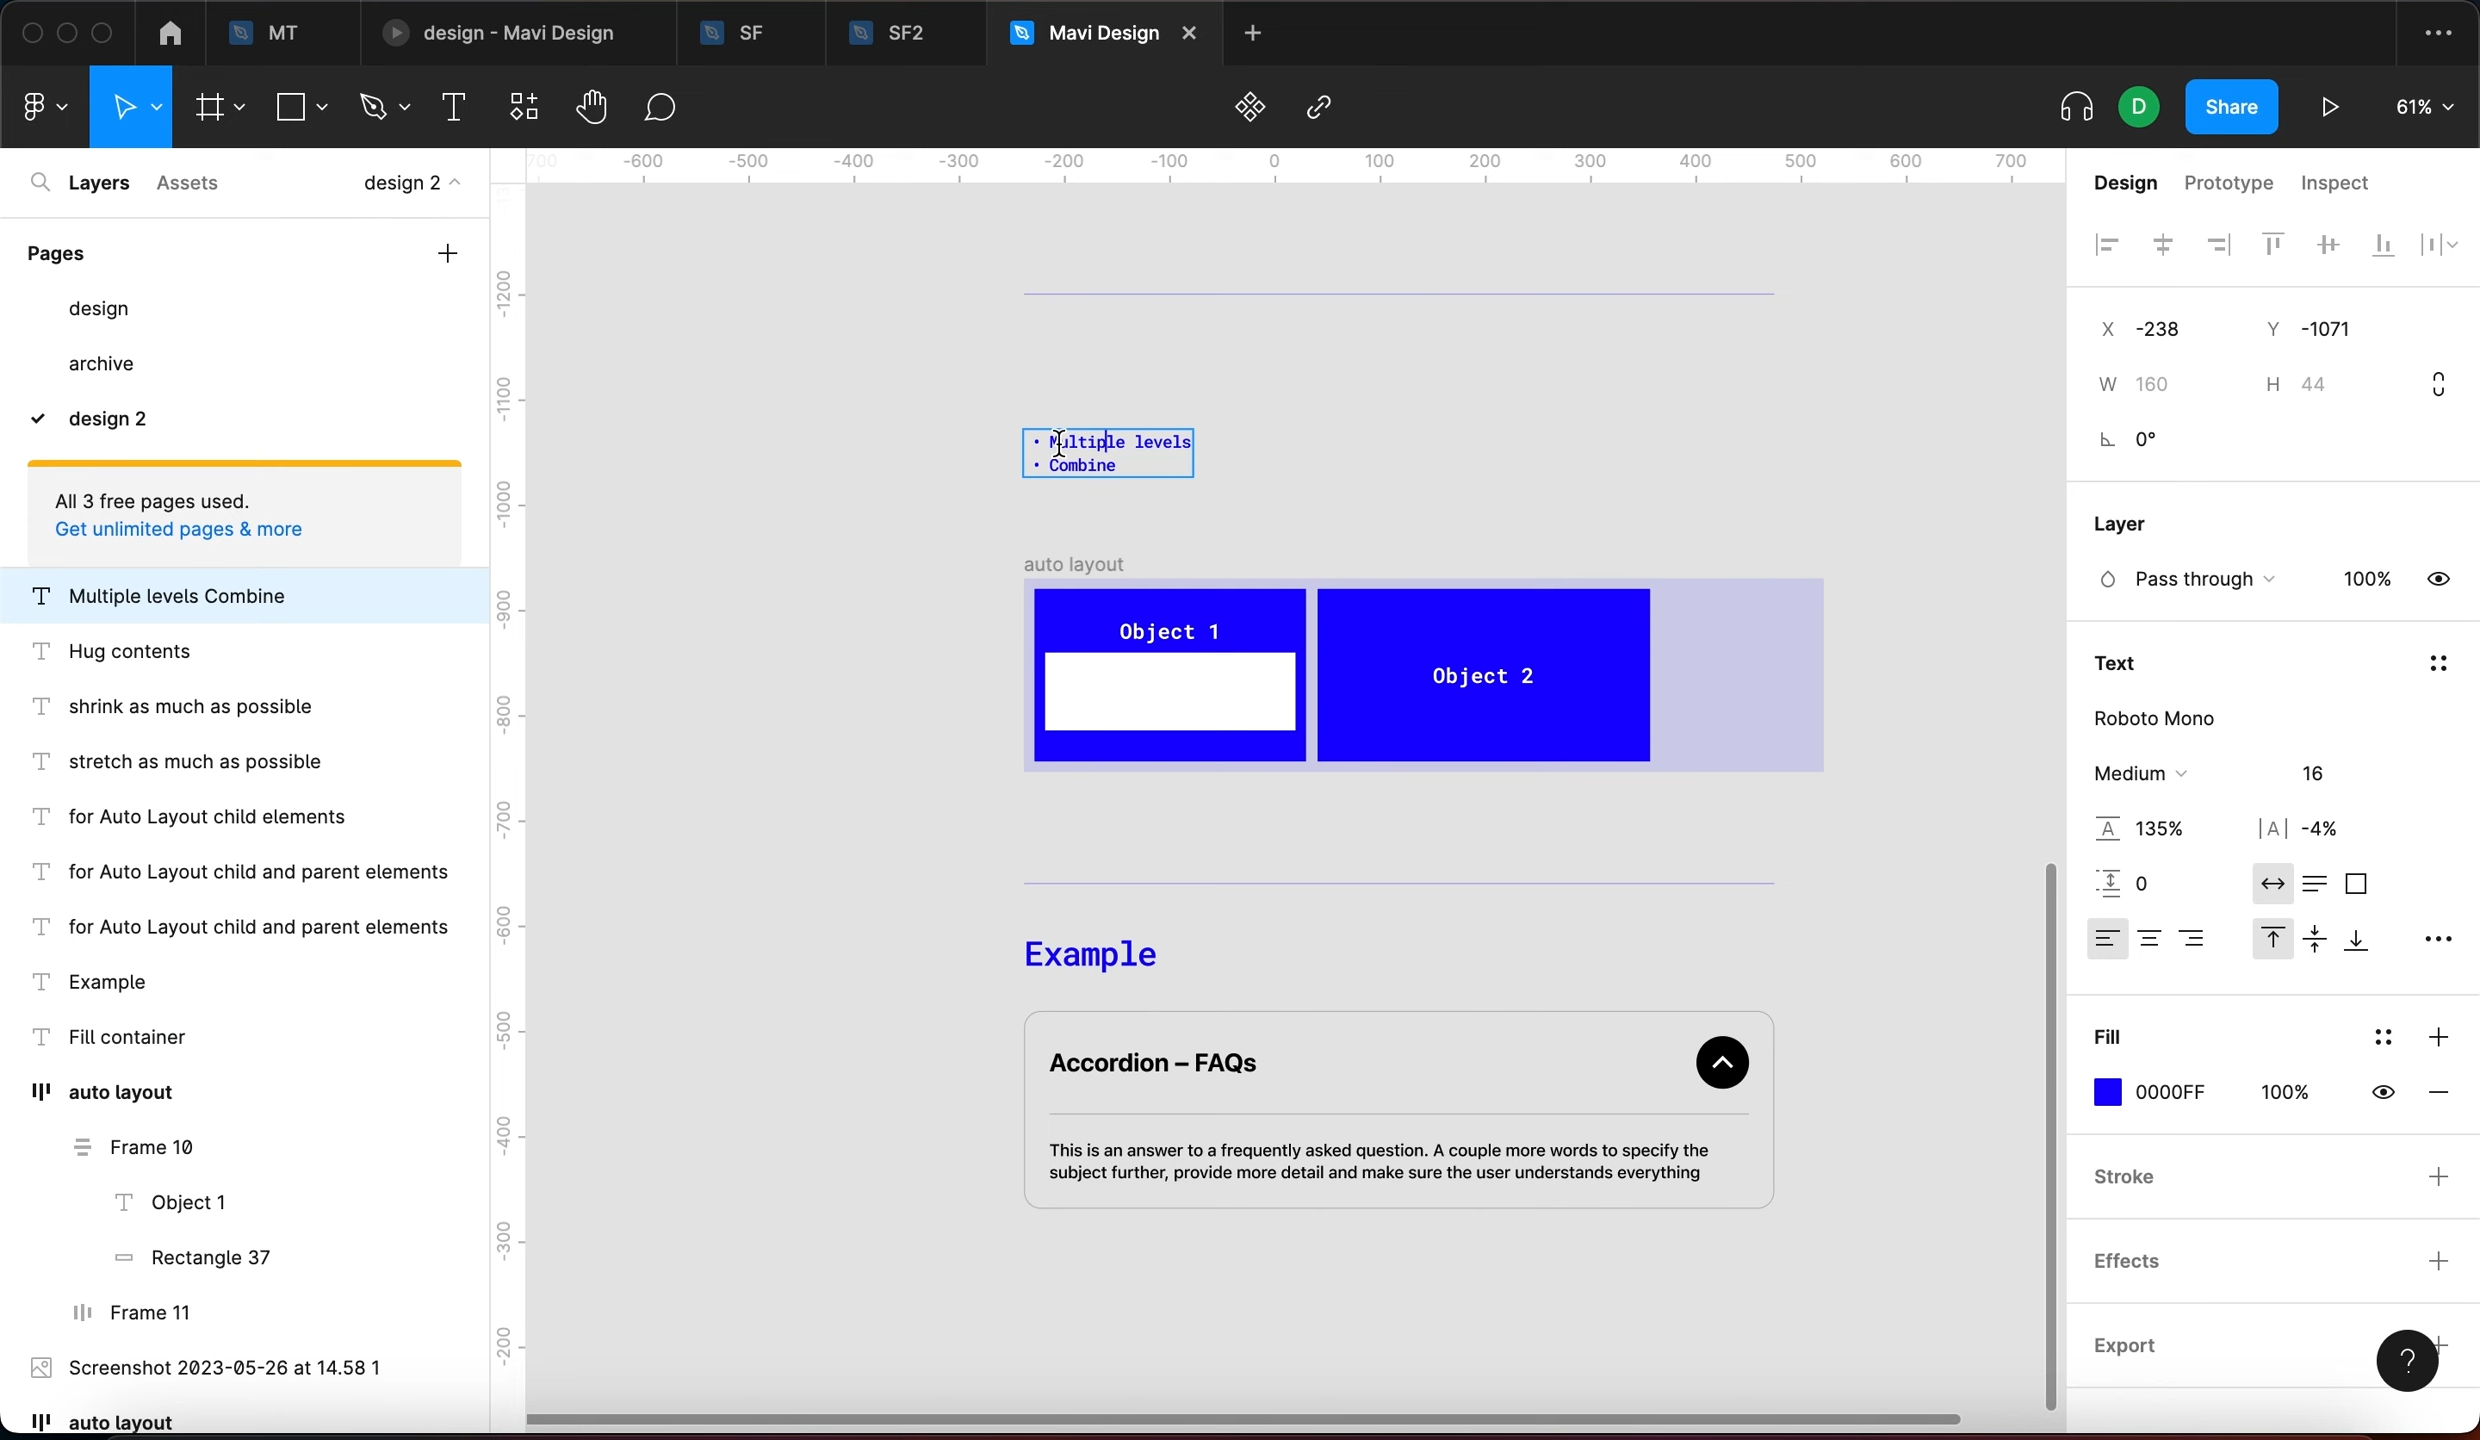 MT
design - Mavi Design
SF
SF2
Mavi Design
D
Share
61%
Layers
Assets
design 2
Pages
design
archive
design 2
All 3 free pages used.
Get unlimited pages & more
Multiple levels Combine
Hug contents
shrink as much as possible
stretch as much as possible
for Auto Layout child elements
for Auto Layout child and parent elements
for Auto Layout child and parent elements
Example
Fill container
auto layout
Frame 10
Object 1
Rectangle 37
Frame 11
Screenshot 2023-05-26 at 14.58 1
auto layout
700 -600 -500 -400 -300 -200 -100 0 100 200 300 400 500 600 700
-1200
-1100
-1000
-900
-800
-700
-600
-500
-400
-300
-200
• Multiple levels
• Combine
auto layout
Object 1
Object 2
Example
Accordion – FAQs
This is an answer to a frequently asked question. A couple more words to specify the
subject further, provide more detail and make sure the user understands everything
Design
Prototype
Inspect
X -238 Y -1071
W 160 H 44
0°
Layer
Pass through 100%
Text
Roboto Mono
Medium 16
A 135% |A| -4%
0
Fill
0000FF 100%
Stroke
Effects
Export
?